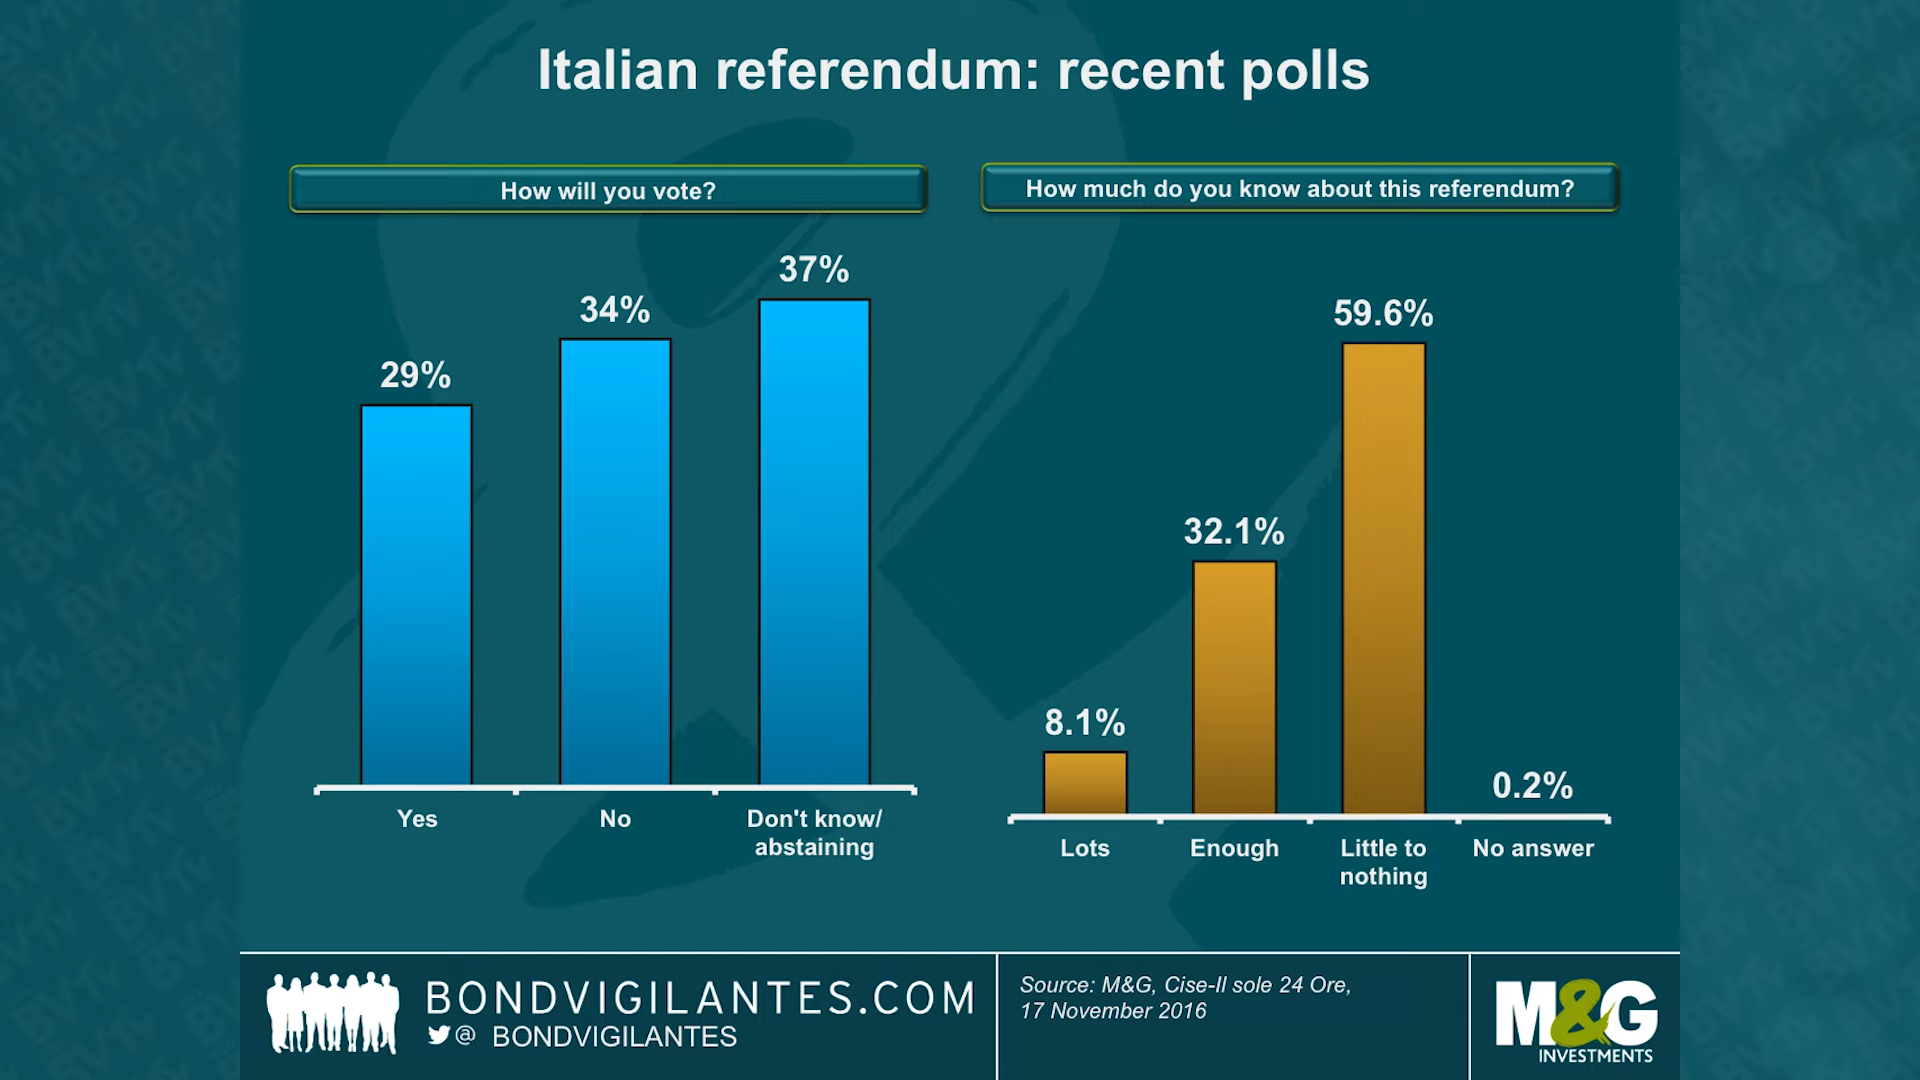 Italian referendum: recent polls
How will you vote?
29%
34%
37%
Yes
No
Don't know/
abstaining
How much do you know about this referendum?
8.1%
32.1%
59.6%
0.2%
Lots
Enough
Little to
nothing
No answer
BONDVIGILANTES.COM
@ BONDVIGILANTES
Source: M&G, Cise-Il sole 24 Ore,
17 November 2016
M&G
INVESTMENTS